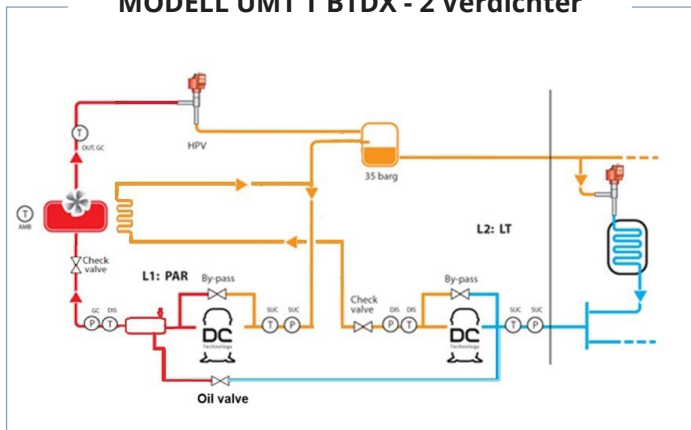 MODELL UMT 1 BTDX - 2 Verdichter
T
OUT, GC
HPV
35 barg
T
AMB
Check
valve
L1: PAR
By-pass
L2: LT
By-pass
GC DIS
P T
DC
Technology
SUC SUC
T P
Check
valve
DIS DIS
P T
DC
Technology
SUC SUC
T P
Oil valve